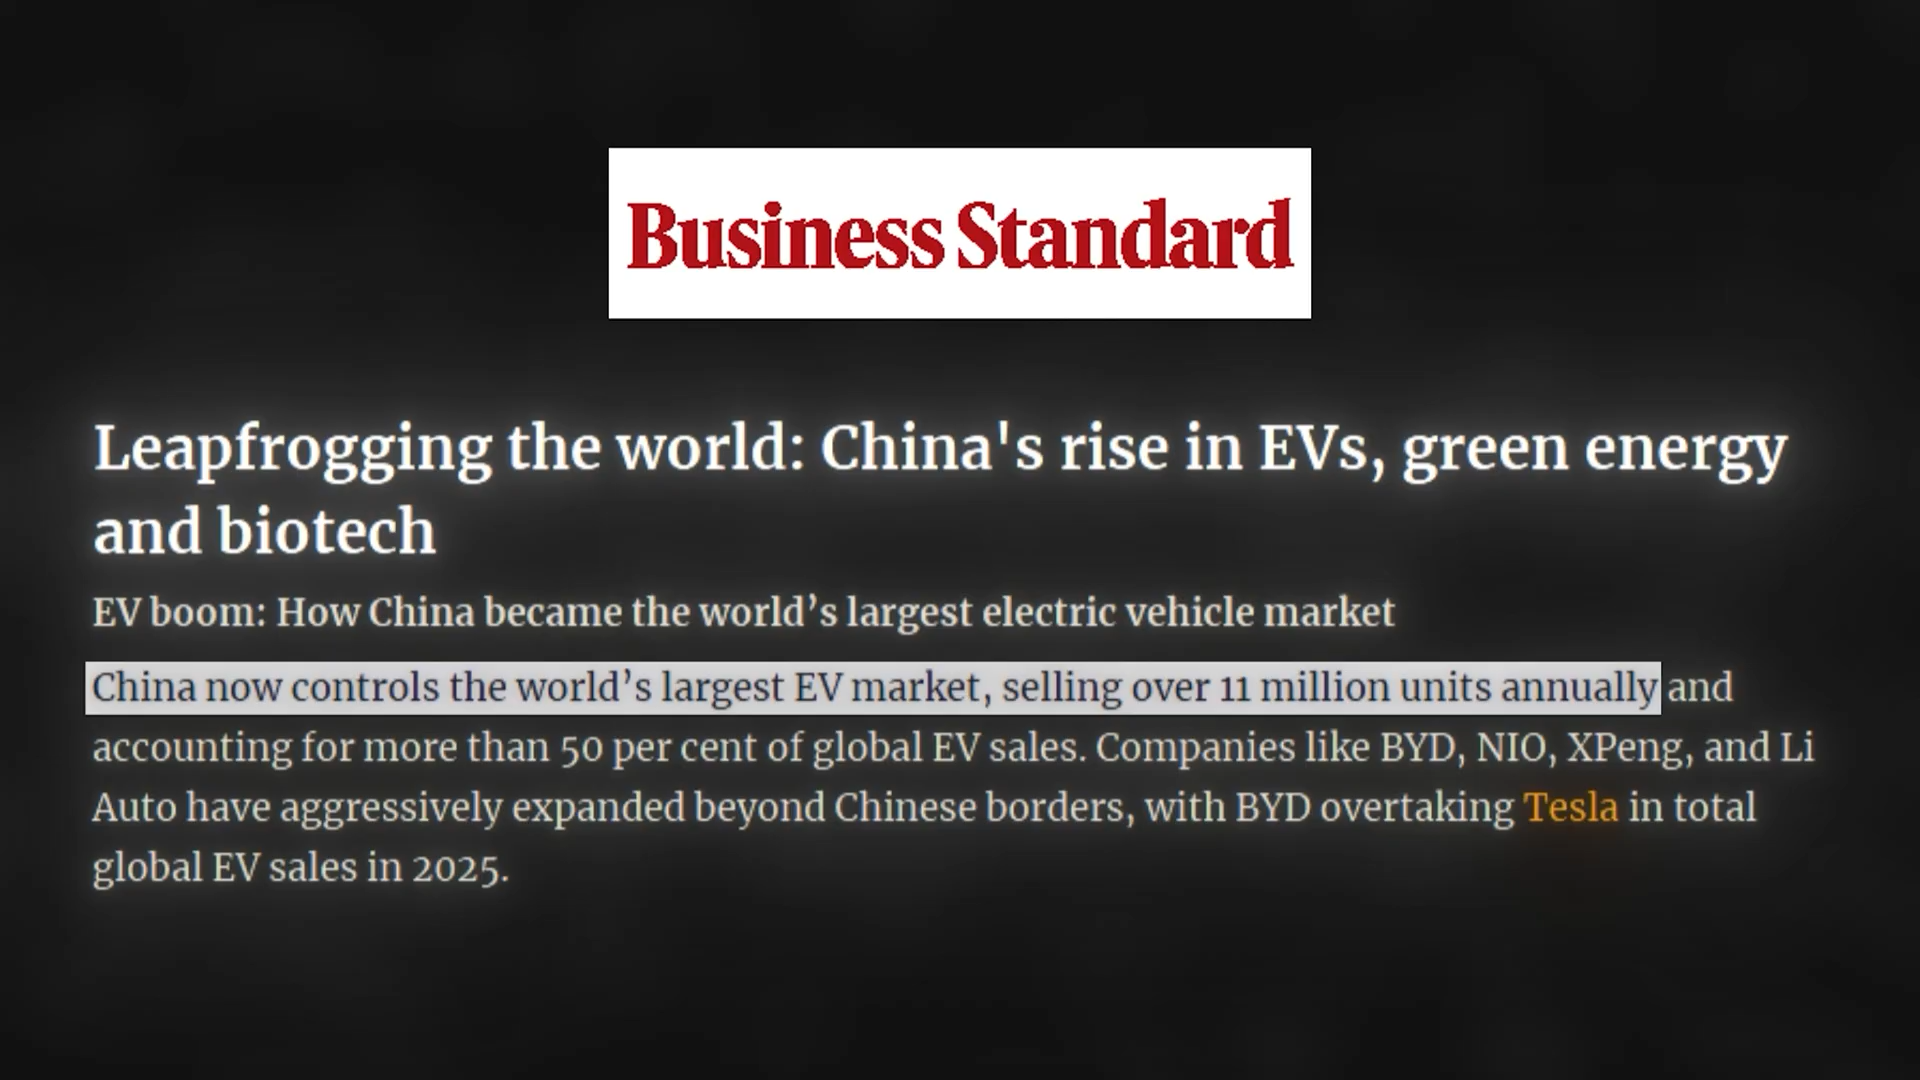 Business Standard
Leapfrogging the world: China's rise in EVs, green energy
and biotech
EV boom: How China became the world’s largest electric vehicle market
China now controls the world’s largest EV market, selling over 11 million units annually and
accounting for more than 50 per cent of global EV sales. Companies like BYD, NIO, XPeng, and Li
Auto have aggressively expanded beyond Chinese borders, with BYD overtaking Tesla in total
global EV sales in 2025.